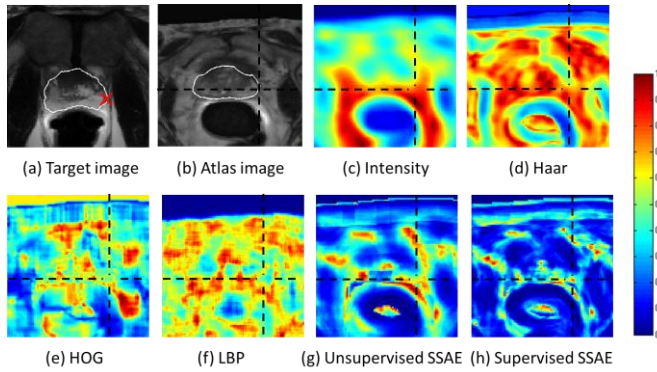 (a) Target image
(b) Atlas image
(c) Intensity
(d) Haar
(e) HOG
(f) LBP
(g) Unsupervised SSAE
(h) Supervised SSAE